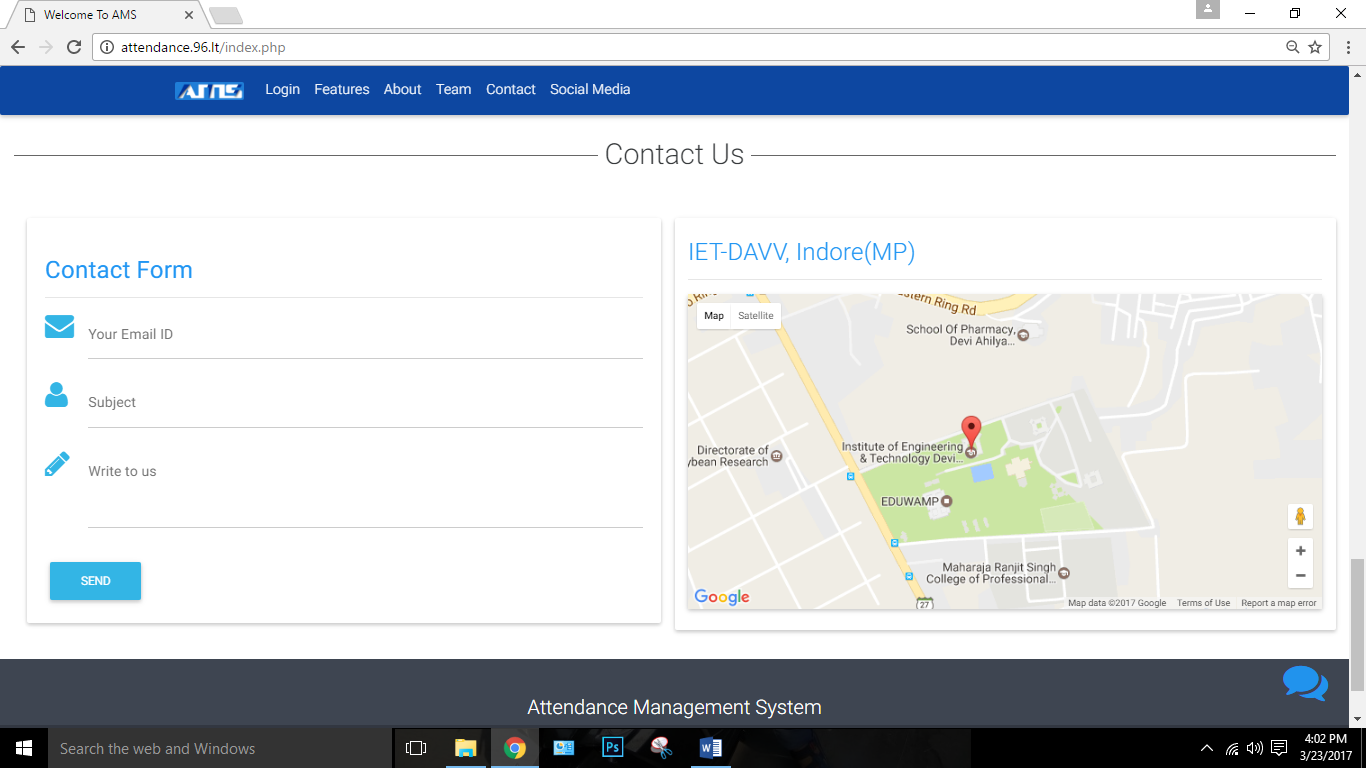 Welcome To AMS
attendance.96.lt/index.php
AMS
Login Features About Team Contact Social Media
Contact Us
Contact Form
Your Email ID
Subject
Write to us
SEND
IET-DAVV, Indore(MP)
Map Satellite
Eastern Ring Rd
School Of Pharmacy,
Devi Ahilya...
Institute of Engineering
& Technology Devi...
Directorate of
ybean Research
EDUWAMP
Maharaja Ranjit Singh
College of Professional...
27
Google
Map data ©2017 Google Terms of Use Report a map error
Attendance Management System
Search the web and Windows
Ps
W
4:02 PM
3/23/2017